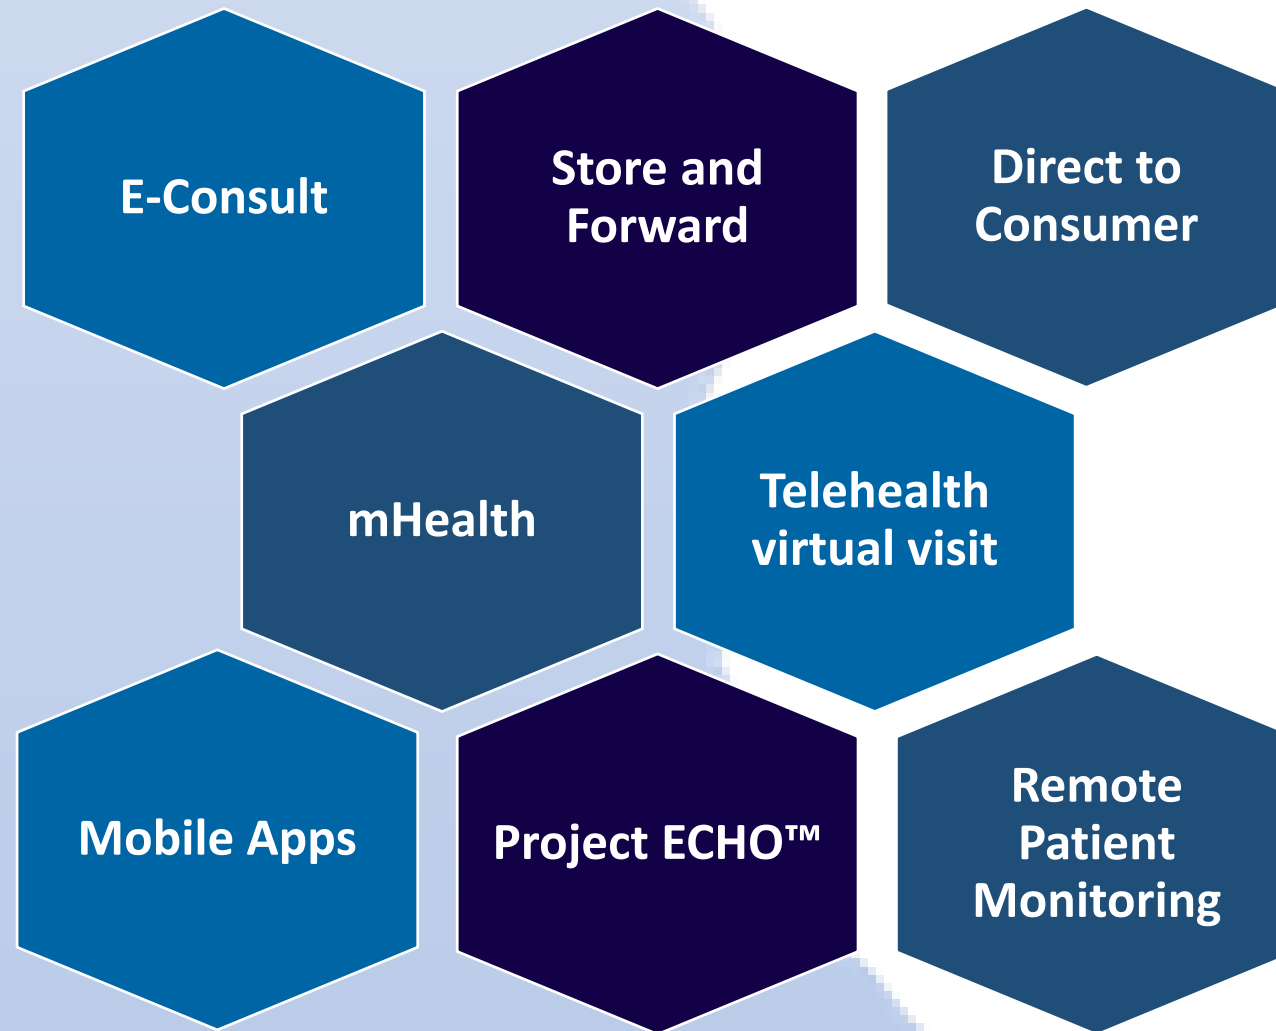 E-Consult
Store and
Forward
Direct to
Consumer
mHealth
Telehealth
virtual visit
Mobile Apps
Project ECHO™
Remote
Patient
Monitoring